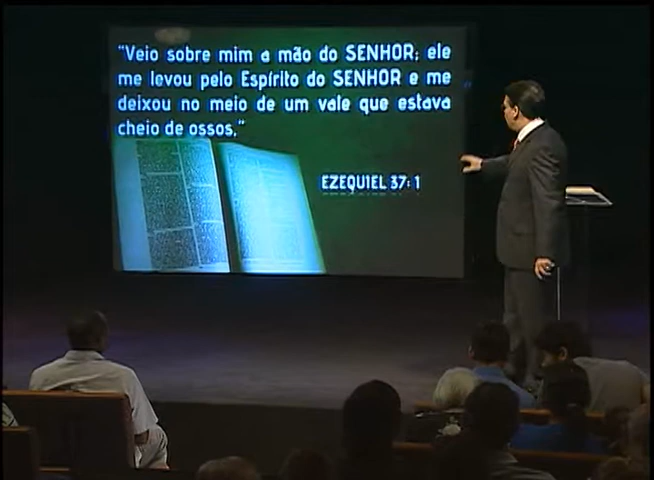 "Veio sobre mim a mão do SENHOR; ele
me levou pelo Espírito do SENHOR e me
deixou no meio de um vale que estava
cheio de ossos,"
EZEQUIEL 37:1